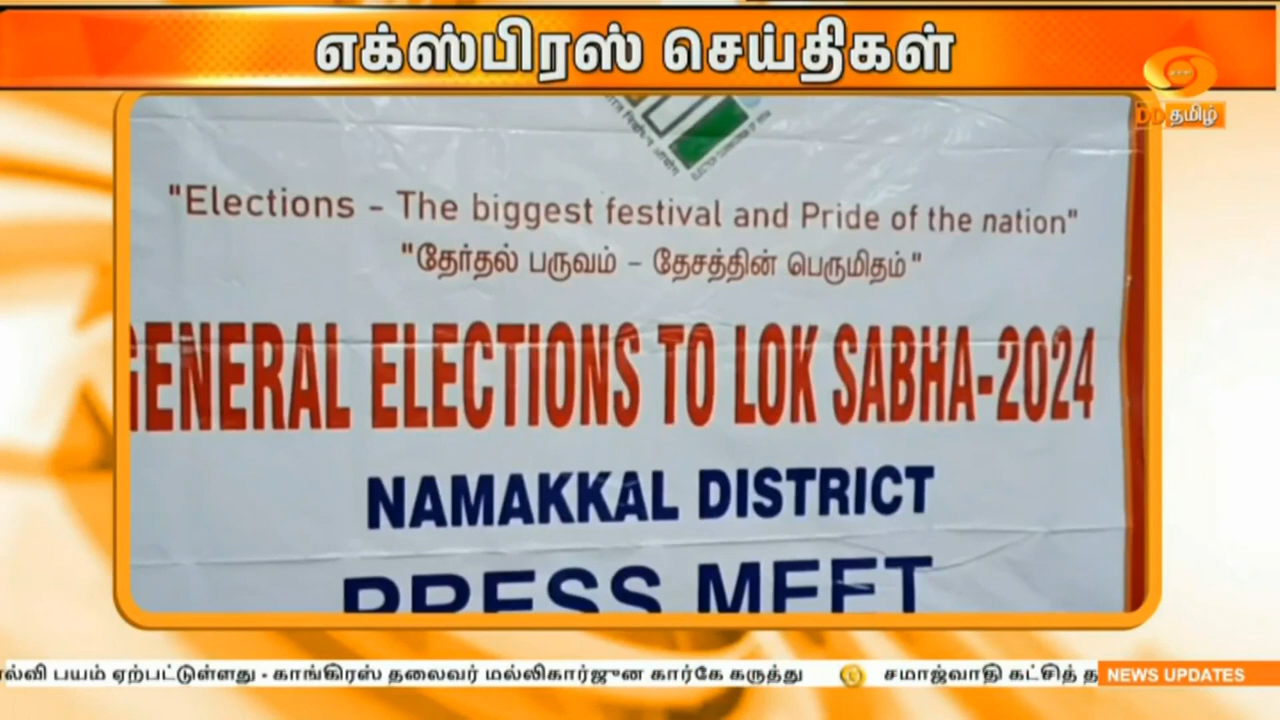 எக்ஸ்பிரஸ் செய்திகள்
DD தமிழ்
"Elections - The biggest festival and Pride of the nation"
"தேர்தல் பருவம் - தேசத்தின் பெருமிதம்"
GENERAL ELECTIONS TO LOK SABHA-2024
NAMAKKAL DISTRICT
PRESS MEET
பயம் ஏற்பட்டுள்ளது - காங்கிரஸ் தலைவர் மல்லிகார்ஜுன கார்கே கருத்து சமாஜ்வாதி கட்சித்
NEWS UPDATES